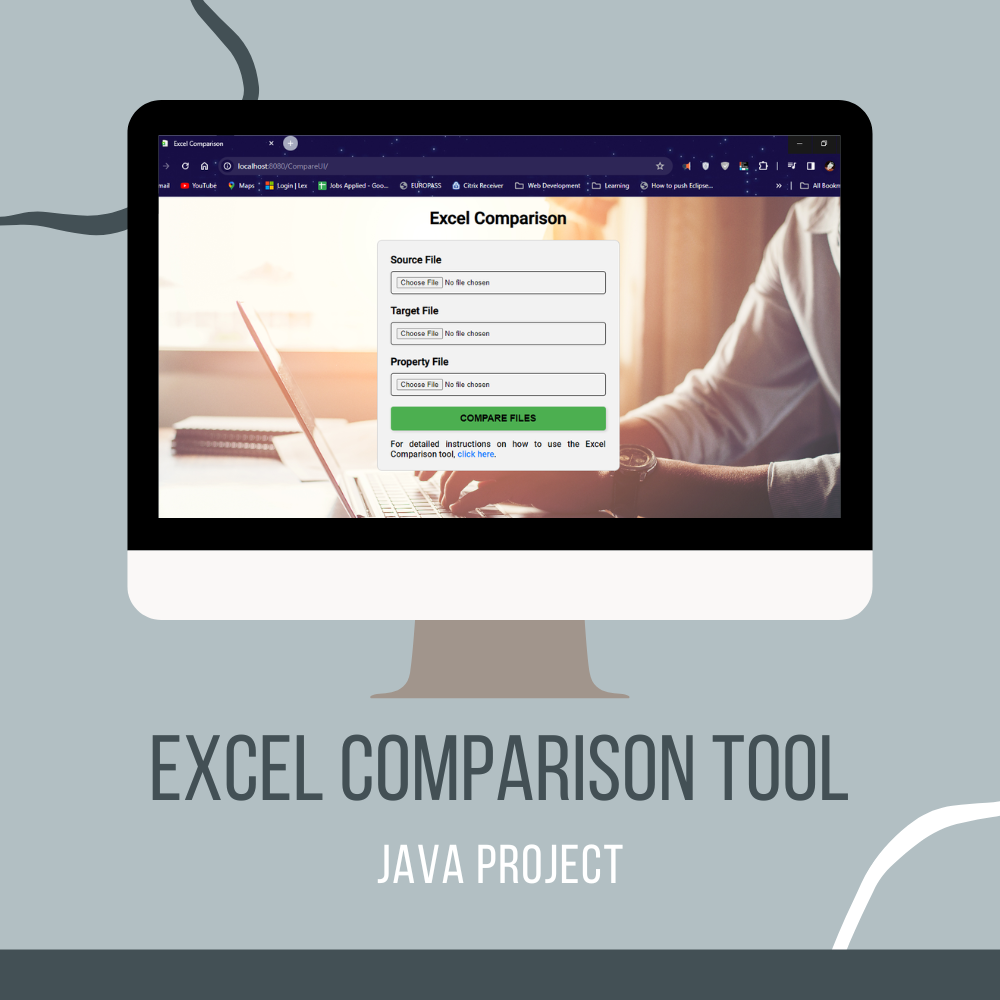 Excel Comparison
localhost:8080/CompareUI/
mail YouTube Maps Login | Lex Jobs Applied - Goo... EUROPASS Citrix Receiver Web Development Learning How to push Eclipse... » All Bookm
Excel Comparison
Source File
Choose File No file chosen
Target File
Choose File No file chosen
Property File
Choose File No file chosen
COMPARE FILES
For detailed instructions on how to use the Excel
Comparison tool, click here.
EXCEL COMPARISON TOOL
JAVA PROJECT